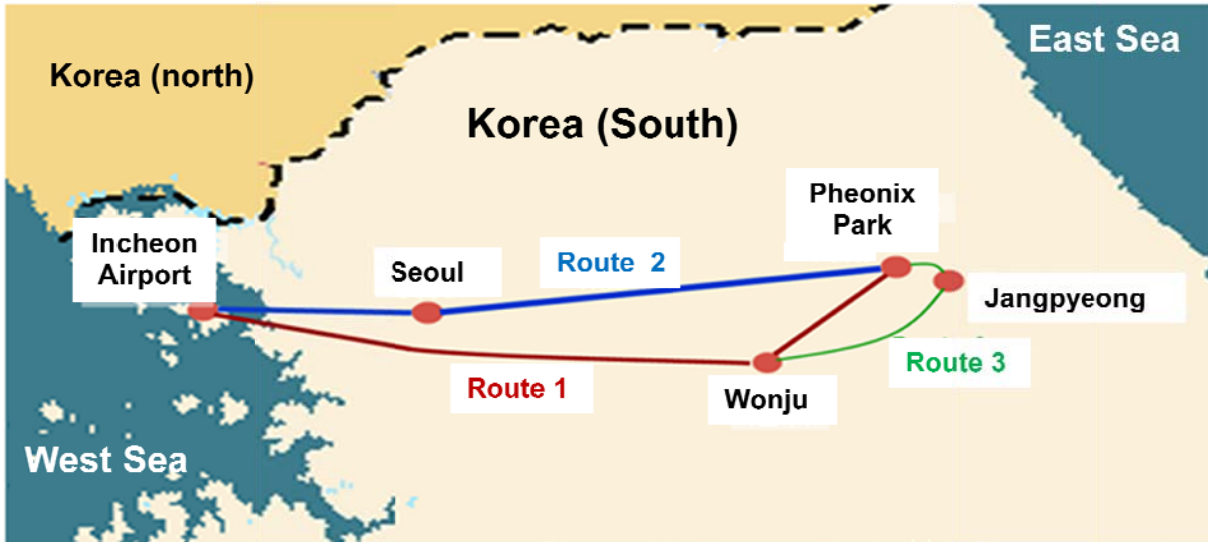 East Sea
Korea (north)
Korea (South)
Pheonix
Park
Incheon
Airport
Seoul
Route 2
Jangpyeong
Route 1
Route 3
Wonju
West Sea